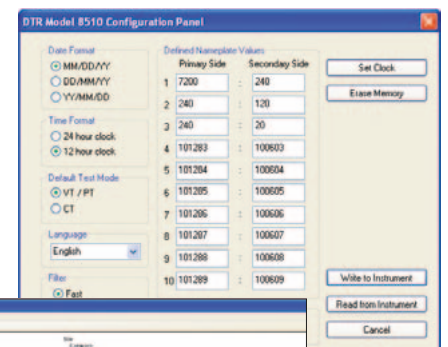 DTR Model 8510 Configuration Panel
Date Format
MM/DD/YY
DD/MM/YY
YY/MM/DD
Time Format
24 hour clock
12 hour clock
Default Test Mode
VT / PT
CT
Language
English
Filter
Fast
Defined Nameplate Values
Primary Side Secondary Side
1 7200 : 240
2 240 : 120
3 240 : 20
4 101283 : 100603
5 101284 : 100604
6 101285 : 100605
7 101286 : 100606
8 101287 : 100607
9 101288 : 100608
10 101289 : 100609
Set Clock
Erase Memory
Write to Instrument
Read from Instrument
Cancel